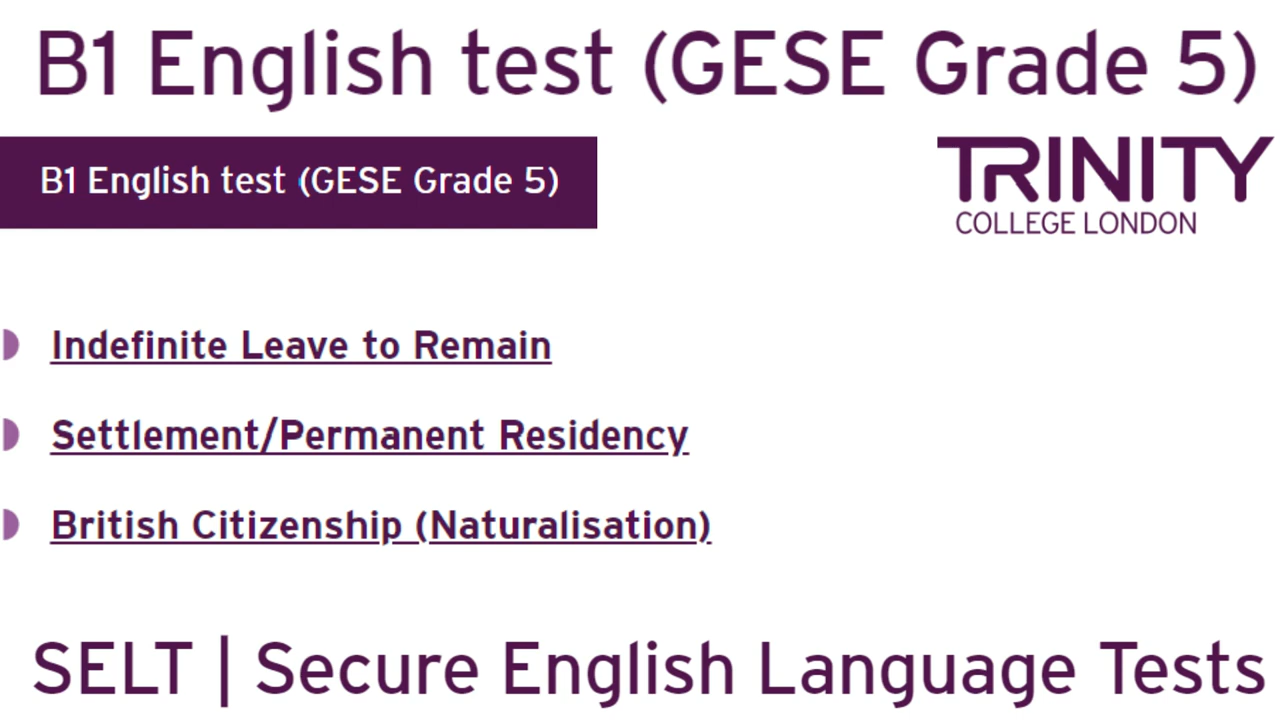 B1 English test (GESE Grade 5)
B1 English test (GESE Grade 5)
TRINITY
COLLEGE LONDON
Indefinite Leave to Remain
Settlement/Permanent Residency
British Citizenship (Naturalisation)
SELT | Secure English Language Tests